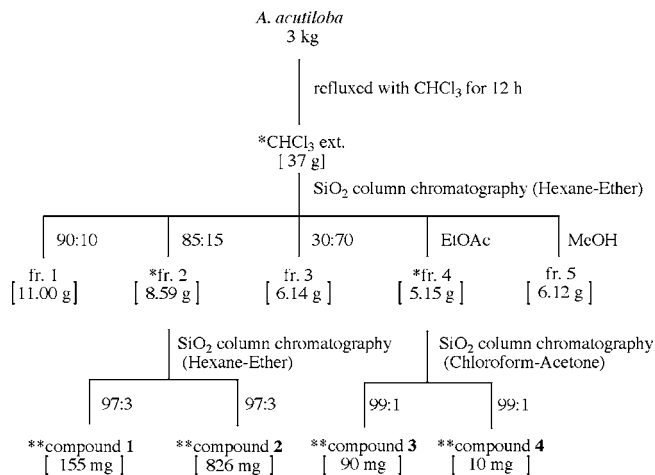 A. acutiloba
3 kg
refluxed with CHCl₃ for 12 h
*CHCl₃ ext.
[ 37 g]
SiO₂ column chromatography (Hexane-Ether)
90:10 85:15 30:70 EtOAc MeOH
fr. 1 *fr. 2 fr. 3 *fr. 4 fr. 5
[11.00 g] [ 8.59 g ] [ 6.14 g ] [ 5.15 g ] [ 6.12 g ]
SiO₂ column chromatography SiO₂ column chromatography
(Hexane-Ether) (Chloroform-Acetone)
97:3 97:3 99:1 99:1
**compound 1 **compound 2 **compound 3 **compound 4
[ 155 mg ] [ 826 mg ] [ 90 mg ] [ 10 mg ]